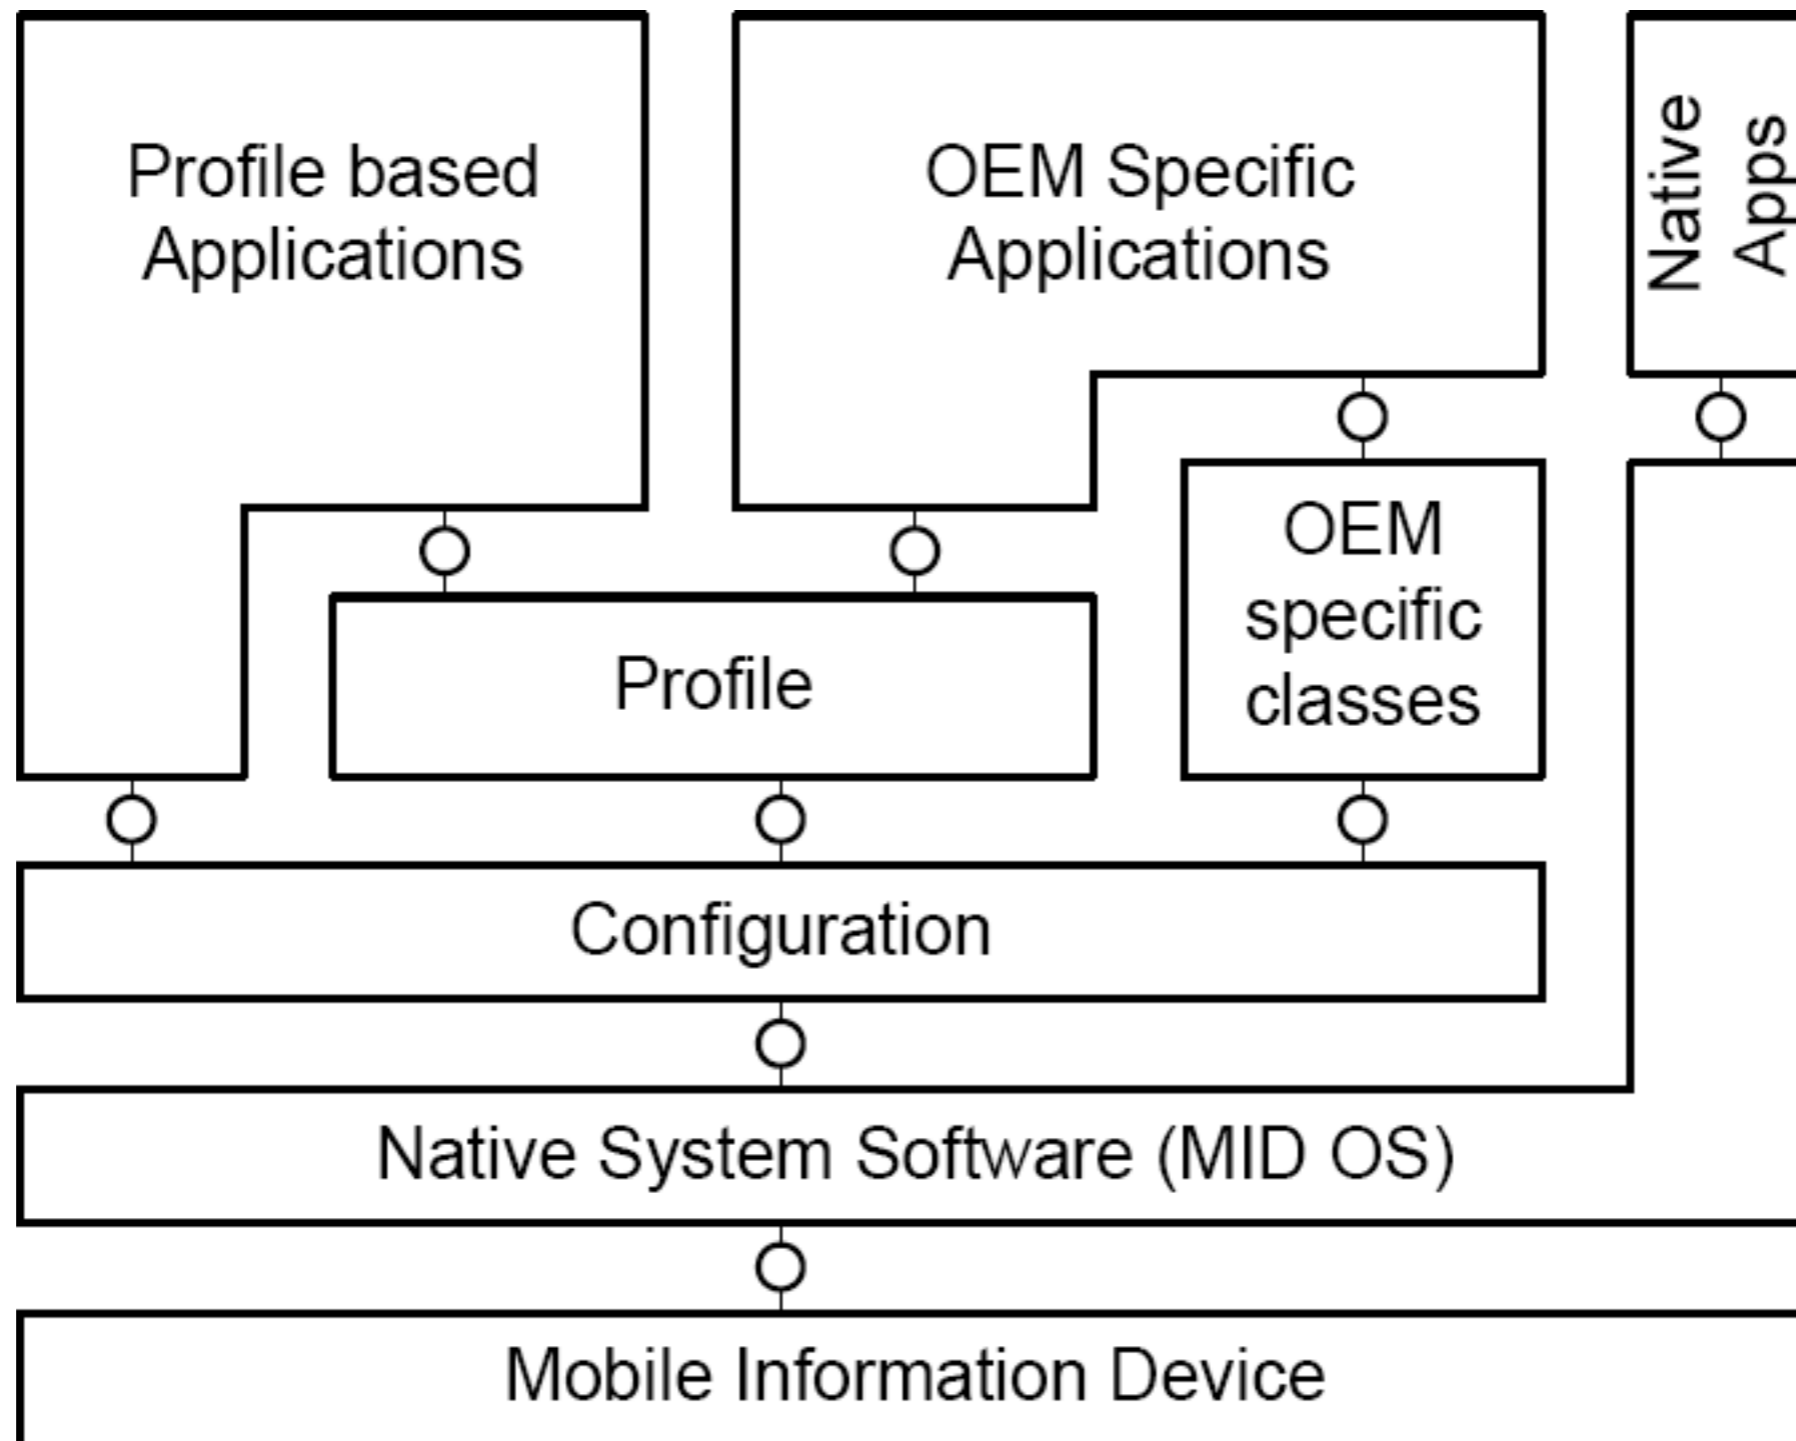 Profile based
Applications
OEM Specific
Applications
Native
Apps
OEM
specific
classes
Profile
Configuration
Native System Software (MID OS)
Mobile Information Device